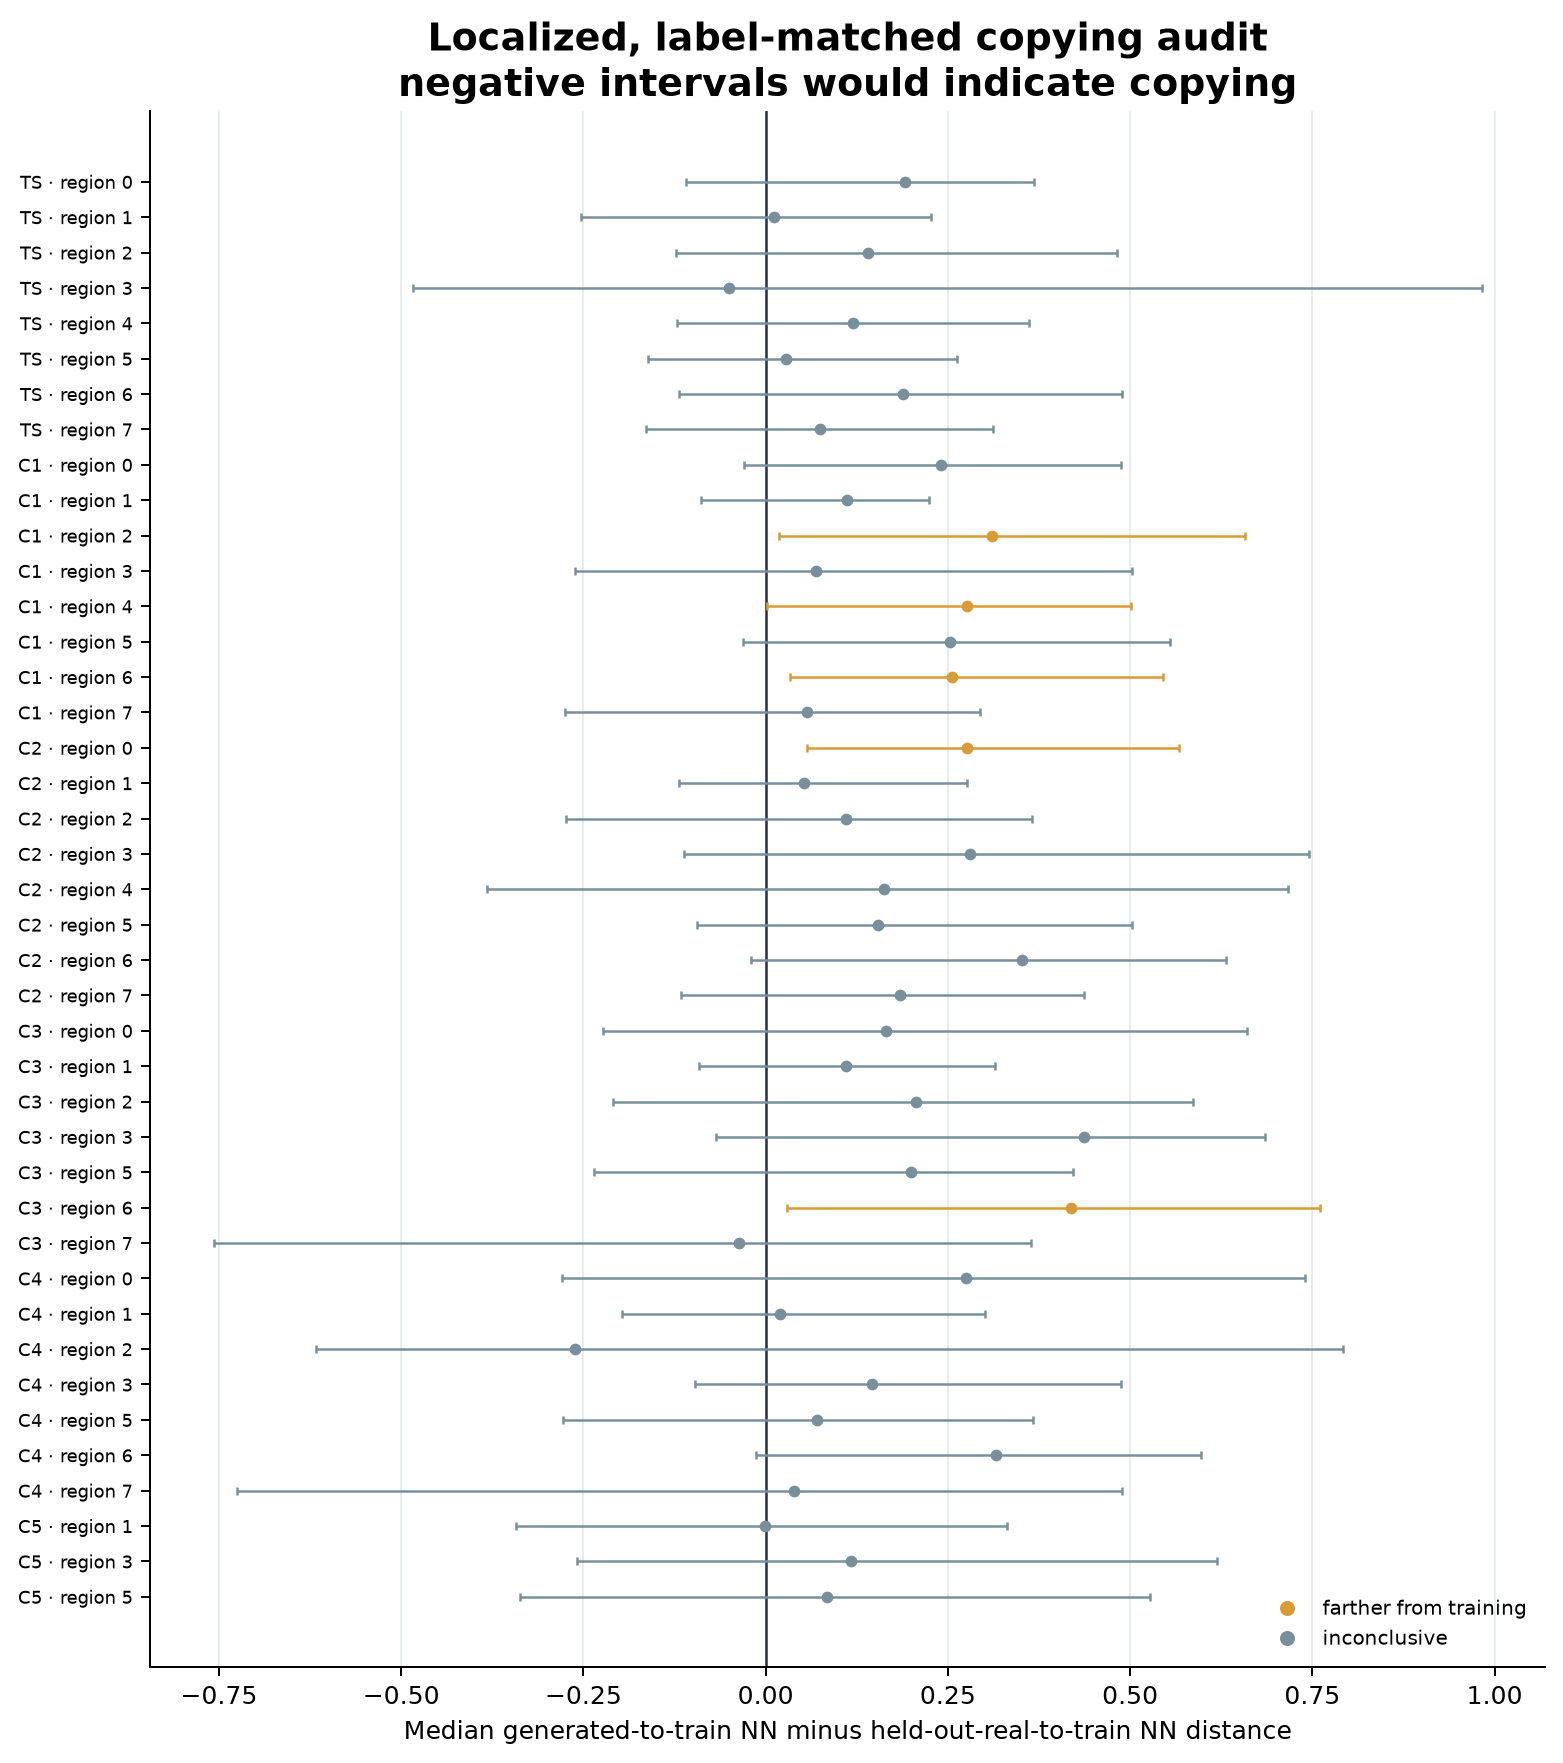 Localized, label-matched copying audit
negative intervals would indicate copying
TS · region 0
TS · region 1
TS · region 2
TS · region 3
TS · region 4
TS · region 5
TS · region 6
TS · region 7
C1 · region 0
C1 · region 1
C1 · region 2
C1 · region 3
C1 · region 4
C1 · region 5
C1 · region 6
C1 · region 7
C2 · region 0
C2 · region 1
C2 · region 2
C2 · region 3
C2 · region 4
C2 · region 5
C2 · region 6
C2 · region 7
C3 · region 0
C3 · region 1
C3 · region 2
C3 · region 3
C3 · region 5
C3 · region 6
C3 · region 7
C4 · region 0
C4 · region 1
C4 · region 2
C4 · region 3
C4 · region 5
C4 · region 6
C4 · region 7
C5 · region 1
C5 · region 3
C5 · region 5
farther from training
inconclusive
−0.75 −0.50 −0.25 0.00 0.25 0.50 0.75 1.00
Median generated-to-train NN minus held-out-real-to-train NN distance